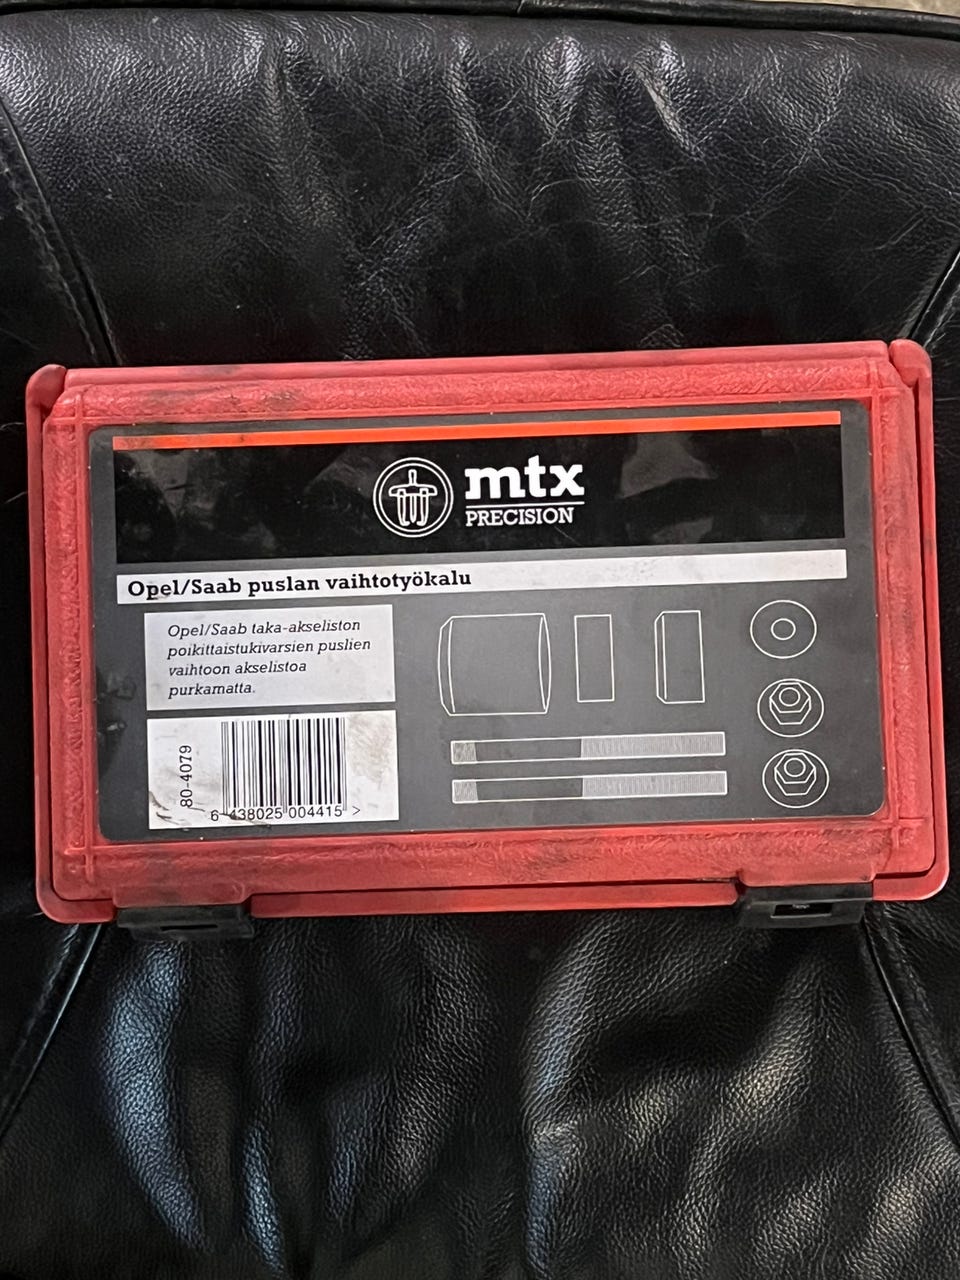 mtx
PRECISION
Opel/Saab puslan vaihtotyökalu
Opel/Saab taka-akseliston
poikittaistukivarsien puslien
vaihtoon akselistoa
purkamatta.
80-4079
6 438025 004415 >